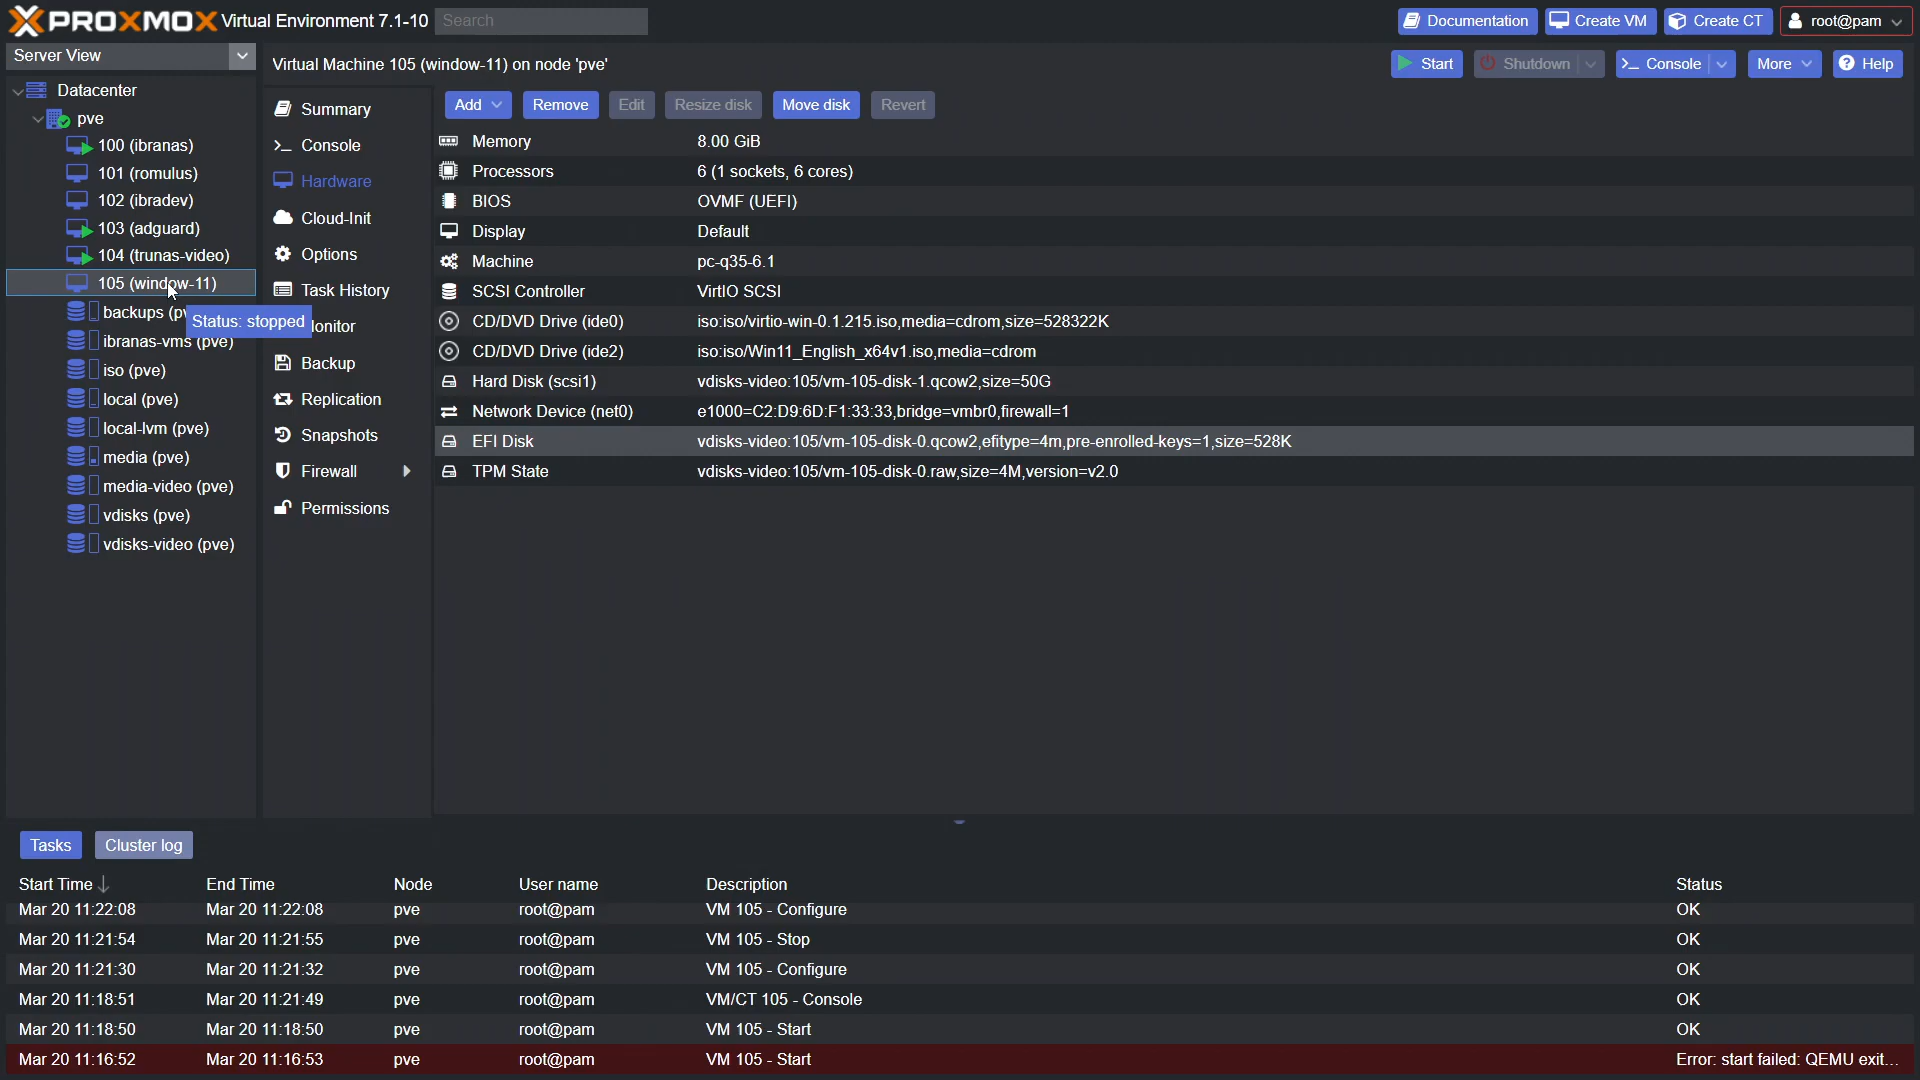 PROXMOX Virtual Environment 7.1-10 Search Documentation Create VM Create CT root@pam
Server View
Virtual Machine 105 (window-11) on node 'pve' Start Shutdown Console More Help
Datacenter
pve
100 (ibranas)
101 (romulus)
102 (ibradev)
103 (adguard)
104 (trunas-video)
105 (window-11)
Status: stopped
backups (pv
ibranas-vms (pve)
iso (pve)
local (pve)
local-lvm (pve)
media (pve)
media-video (pve)
vdisks (pve)
vdisks-video (pve)
Summary
Console
Hardware
Cloud-Init
Options
Task History
onitor
Backup
Replication
Snapshots
Firewall
Permissions
Add Remove Edit Resize disk Move disk Revert
Memory 8.00 GiB
Processors 6 (1 sockets, 6 cores)
BIOS OVMF (UEFI)
Display Default
Machine pc-q35-6.1
SCSI Controller VirtIO SCSI
CD/DVD Drive (ide0) iso:iso/virtio-win-0.1.215.iso,media=cdrom,size=528322K
CD/DVD Drive (ide2) iso:iso/Win11_English_x64v1.iso,media=cdrom
Hard Disk (scsi1) vdisks-video:105/vm-105-disk-1.qcow2,size=50G
Network Device (net0) e1000=C2:D9:6D:F1:33:33,bridge=vmbr0,firewall=1
EFI Disk vdisks-video:105/vm-105-disk-0.qcow2,efitype=4m,pre-enrolled-keys=1,size=528K
TPM State vdisks-video:105/vm-105-disk-0.raw,size=4M,version=v2.0
Tasks Cluster log
Start Time End Time Node User name Description Status
Mar 20 11:22:08 Mar 20 11:22:08 pve root@pam VM 105 - Configure OK
Mar 20 11:21:54 Mar 20 11:21:55 pve root@pam VM 105 - Stop OK
Mar 20 11:21:30 Mar 20 11:21:32 pve root@pam VM 105 - Configure OK
Mar 20 11:18:51 Mar 20 11:21:49 pve root@pam VM/CT 105 - Console OK
Mar 20 11:18:50 Mar 20 11:18:50 pve root@pam VM 105 - Start OK
Mar 20 11:16:52 Mar 20 11:16:53 pve root@pam VM 105 - Start Error: start failed: QEMU exit...